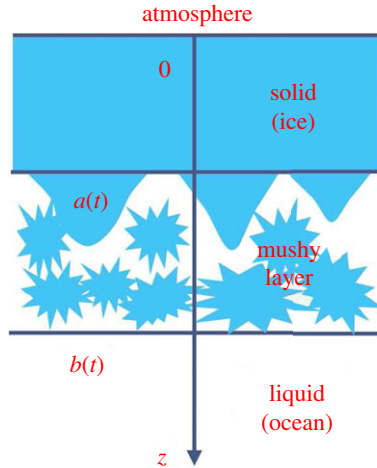 atmosphere
0
solid
(ice)
a(t)
mushy
layer
b(t)
liquid
(ocean)
z